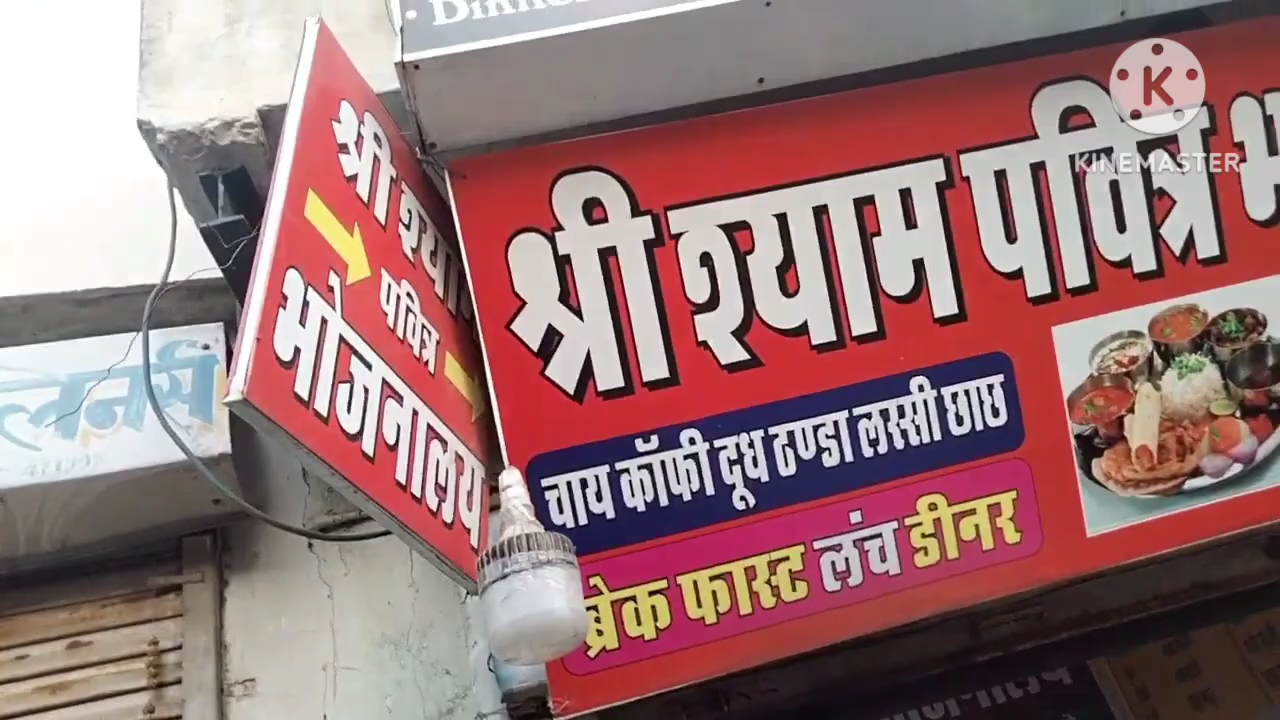 श्री श्याम
पवित्र
भोजनालय
श्री श्याम पवित्र
चाय कॉफी दूध ठण्डा लस्सी छाछ
ब्रेक फास्ट लंच डीनर
KINEMASTER